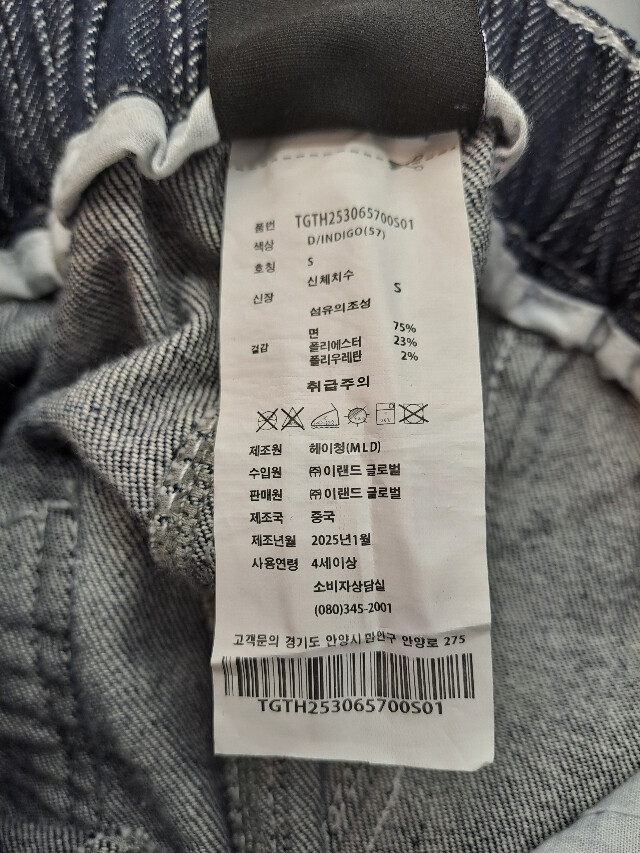 품번 TGTH253065700S01
색상 D/INDIGO(57)
호칭 S
신체치수
신장 S
섬유의조성
겉감 면 75%
폴리에스터 23%
폴리우레탄 2%
취급주의
제조원 헤이청(MLD)
수입원 ㈜이랜드 글로벌
판매원 ㈜이랜드 글로벌
제조국 중국
제조년월 2025년1월
사용연령 4세이상
소비자상담실
(080)345-2001
고객문의 경기도 안양시 만안구 안양로 275
TGTH253065700S01